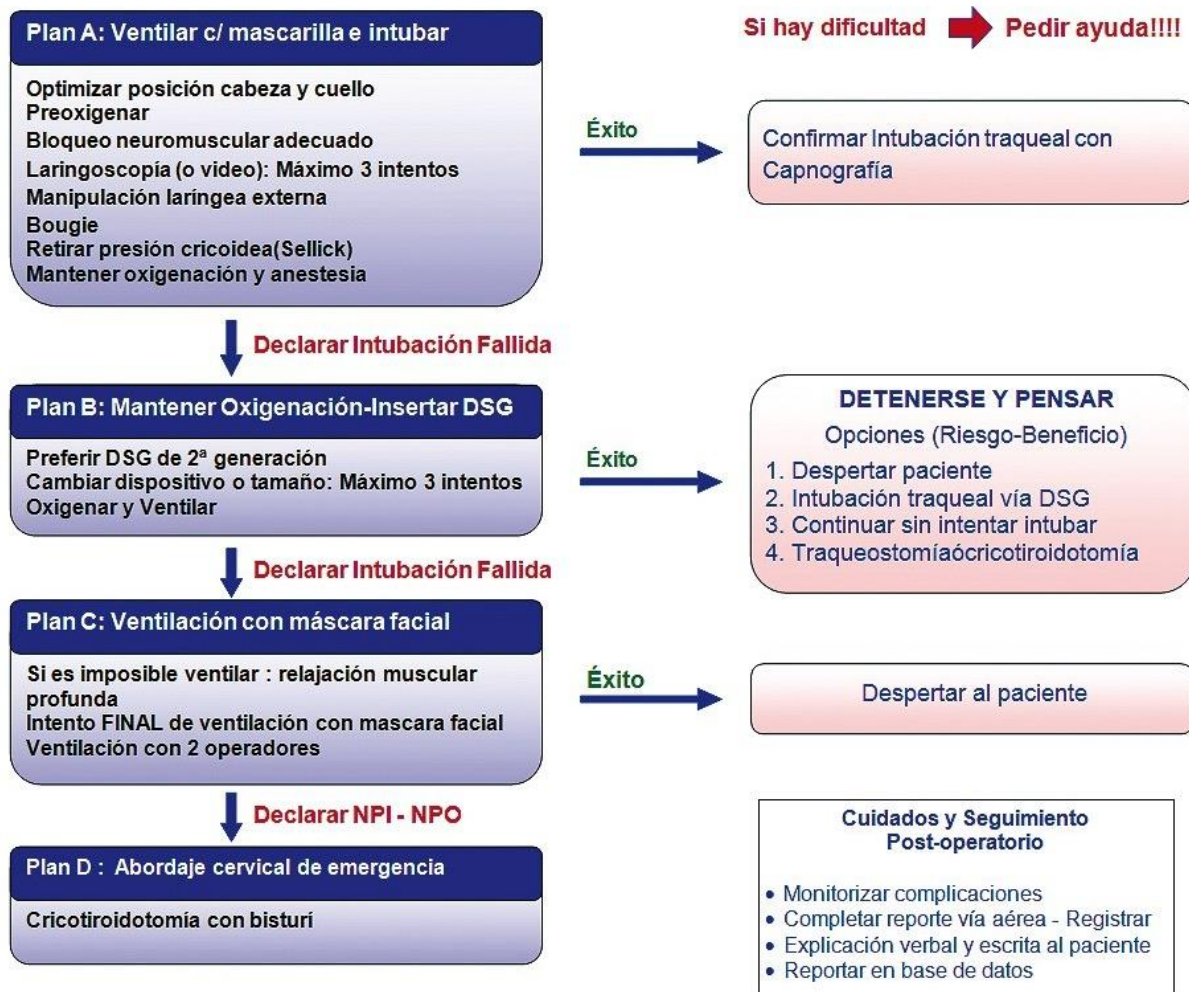 Plan A: Ventilar c/ mascarilla e intubar
Optimizar posición cabeza y cuello
Preoxigenar
Bloqueo neuromuscular adecuado
Laringoscopía (o video): Máximo 3 intentos
Manipulación laríngea externa
Bougie
Retirar presión cricoidea(Sellick)
Mantener oxigenación y anestesia
Si hay dificultad
Pedir ayuda!!!!
Éxito
Confirmar Intubación traqueal con
Capnografía
Declarar Intubación Fallida
Plan B: Mantener Oxigenación-Insertar DSG
Preferir DSG de 2ª generación
Cambiar dispositivo o tamaño: Máximo 3 intentos
Oxigenar y Ventilar
Éxito
DETENERSE Y PENSAR
Opciones (Riesgo-Beneficio)
1. Despertar paciente
2. Intubación traqueal vía DSG
3. Continuar sin intentar intubar
4. Traqueostomíaócricotiroidotomía
Declarar Intubación Fallida
Plan C: Ventilación con máscara facial
Si es imposible ventilar : relajación muscular
profunda
Intento FINAL de ventilación con mascara facial
Ventilación con 2 operadores
Éxito
Despertar al paciente
Declarar NPI - NPO
Plan D : Abordaje cervical de emergencia
Cricotiroidotomía con bisturí
Cuidados y Seguimiento
Post-operatorio
• Monitorizar complicaciones
• Completar reporte vía aérea - Registrar
• Explicación verbal y escrita al paciente
• Reportar en base de datos